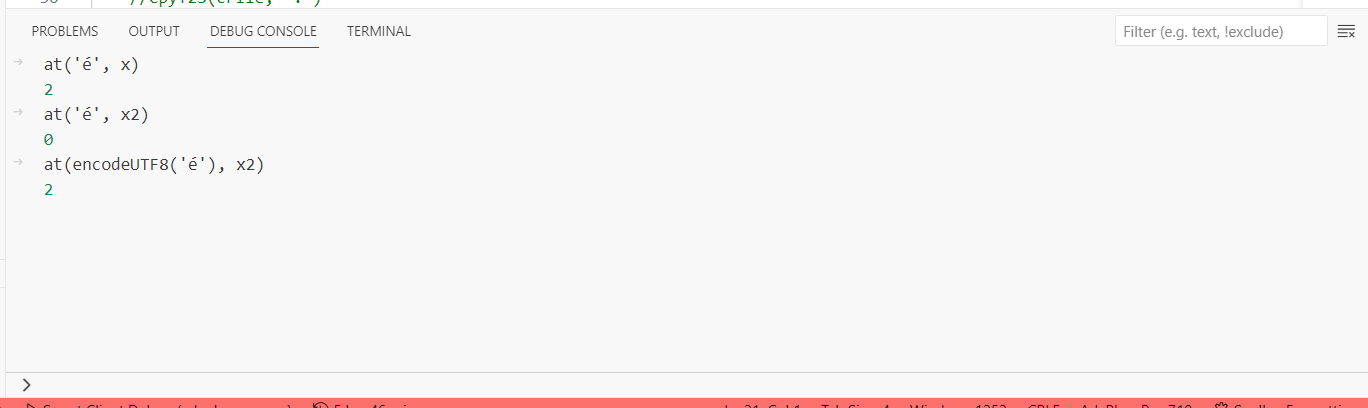 PROBLEMS OUTPUT DEBUG CONSOLE TERMINAL Filter (e.g. text, !exclude)
→ at('é', x)
2
→ at('é', x2)
0
→ at(encodeUTF8('é'), x2)
2
>